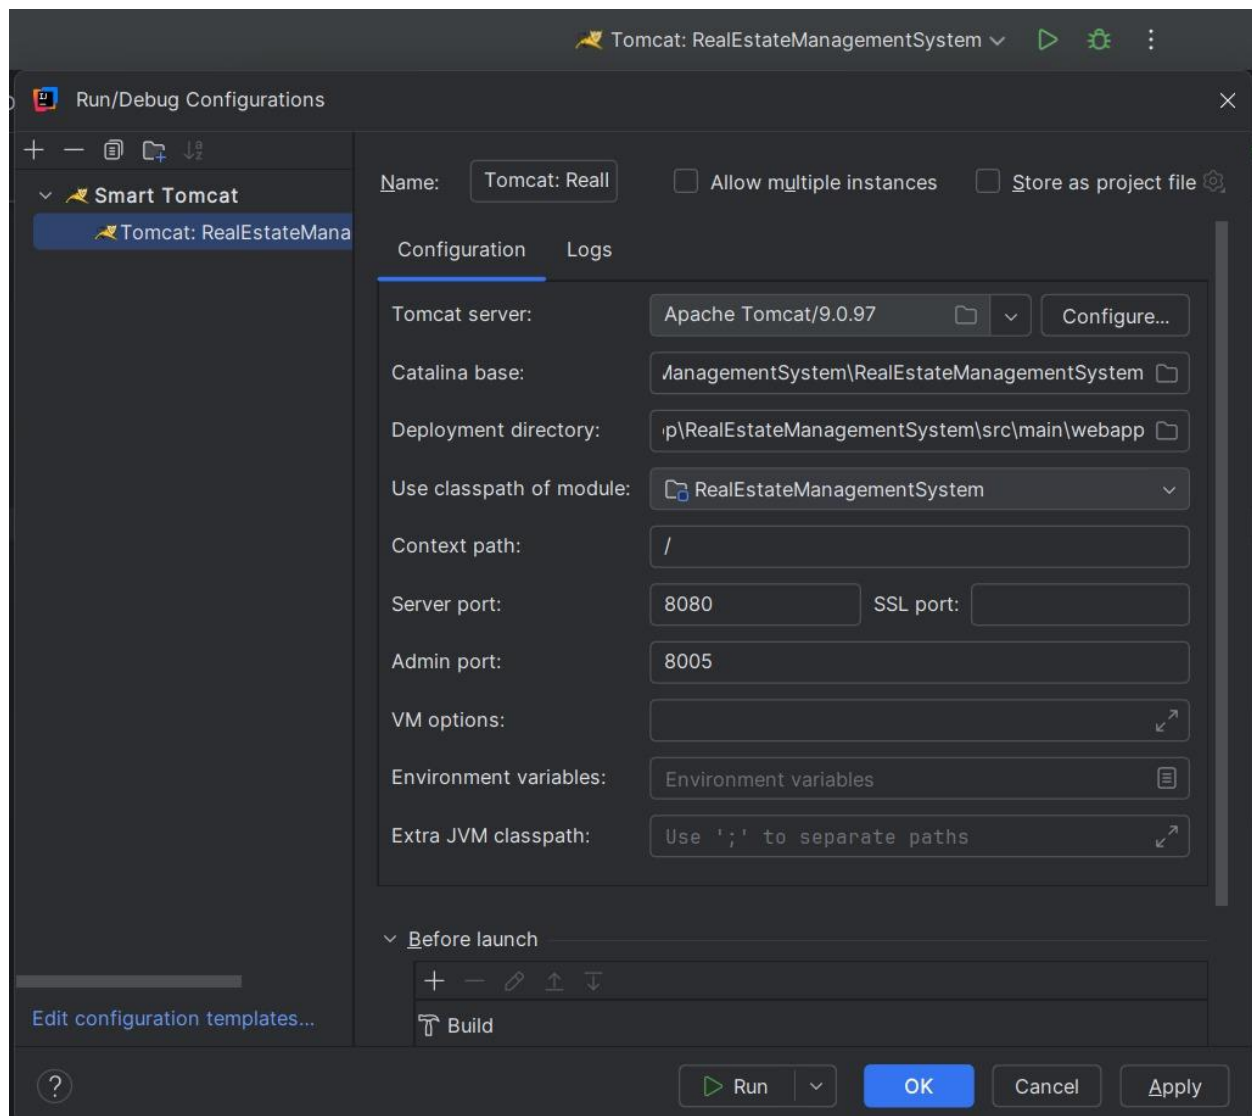 Tomcat: RealEstateManagementSystem
Run/Debug Configurations
Smart Tomcat
Tomcat: RealEstateMana
Name: Tomcat: RealI Allow multiple instances Store as project file
Configuration Logs
Tomcat server: Apache Tomcat/9.0.97 Configure...
Catalina base: ManagementSystem\RealEstateManagementSystem
Deployment directory: p\RealEstateManagementSystem\src\main\webapp
Use classpath of module: RealEstateManagementSystem
Context path: /
Server port: 8080 SSL port:
Admin port: 8005
VM options:
Environment variables: Environment variables
Extra JVM classpath: Use ';' to separate paths
Before launch
Build
Edit configuration templates...
? Run OK Cancel Apply